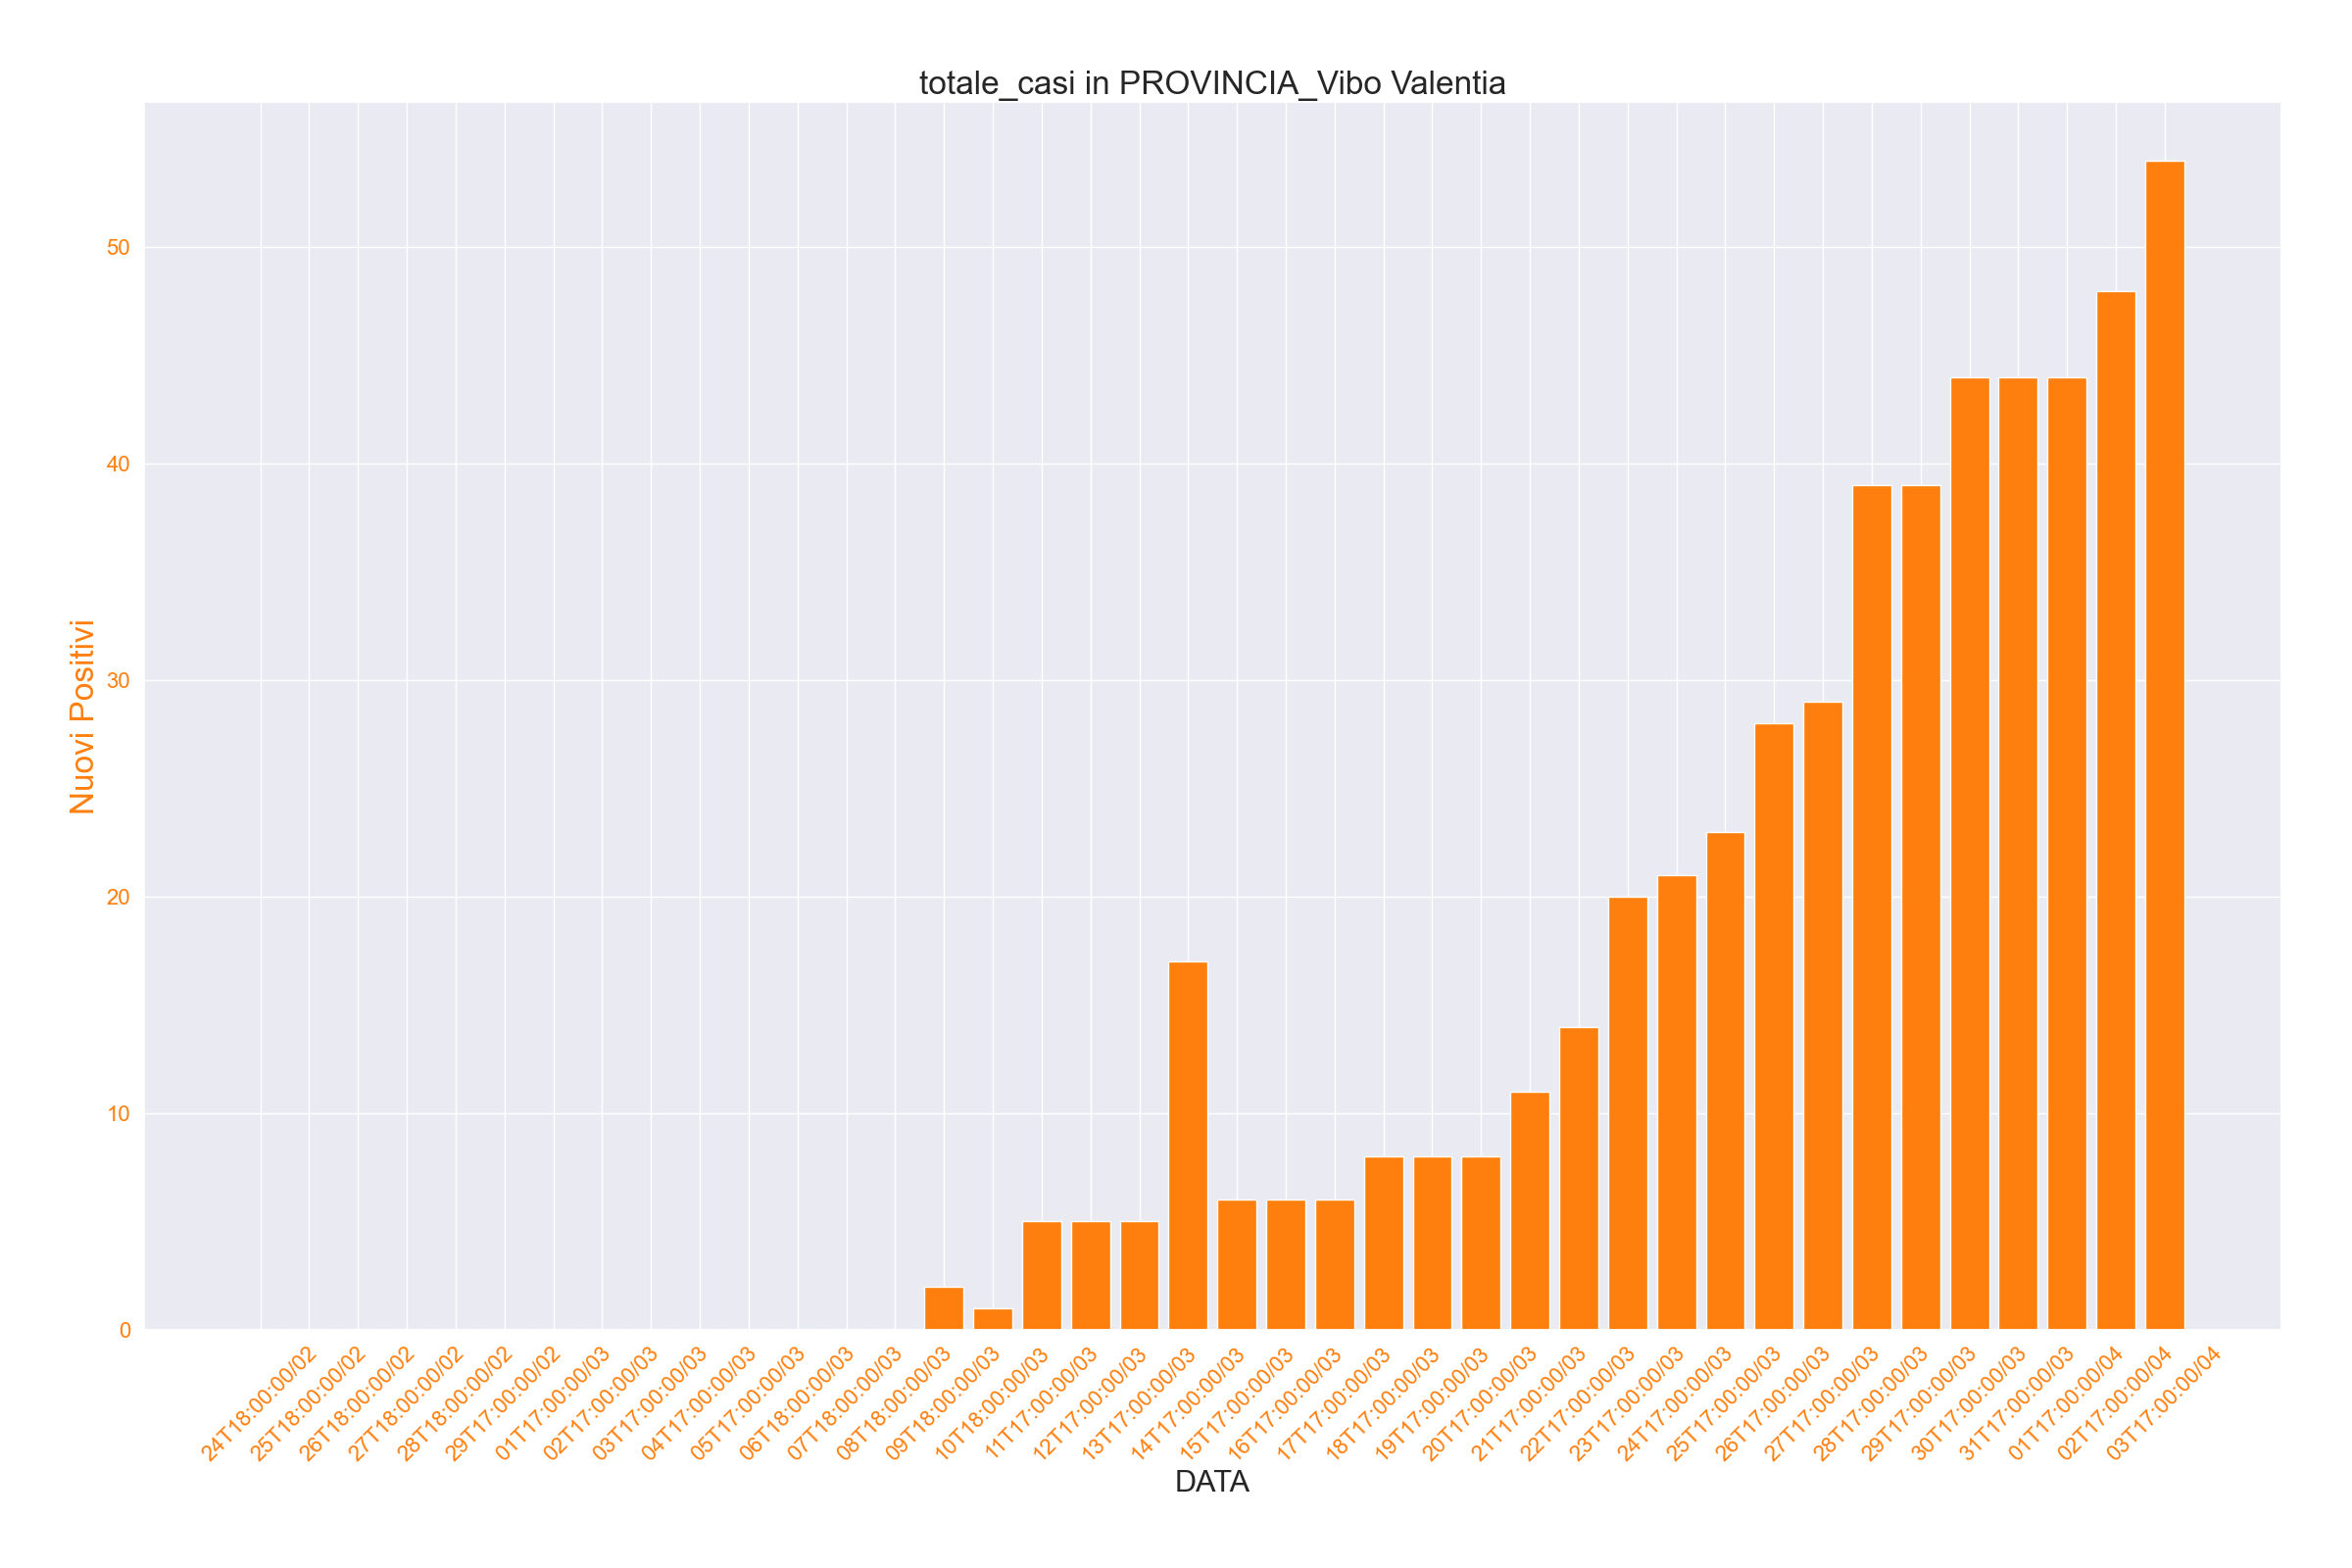 totale_casi in PROVINCIA_Vibo Valentia
Nuovi Positivi
50
40
30
20
10
0
24T18:00:00/02
25T18:00:00/02
26T18:00:00/02
27T18:00:00/02
28T18:00:00/02
29T17:00:00/02
01T17:00:00/03
02T17:00:00/03
03T17:00:00/03
04T17:00:00/03
05T17:00:00/03
06T18:00:00/03
07T18:00:00/03
08T18:00:00/03
09T18:00:00/03
10T18:00:00/03
11T17:00:00/03
12T17:00:00/03
13T17:00:00/03
14T17:00:00/03
15T17:00:00/03
16T17:00:00/03
17T17:00:00/03
18T17:00:00/03
19T17:00:00/03
20T17:00:00/03
21T17:00:00/03
22T17:00:00/03
23T17:00:00/03
24T17:00:00/03
25T17:00:00/03
26T17:00:00/03
27T17:00:00/03
28T17:00:00/03
29T17:00:00/03
30T17:00:00/03
31T17:00:00/03
01T17:00:00/04
02T17:00:00/04
03T17:00:00/04
DATA